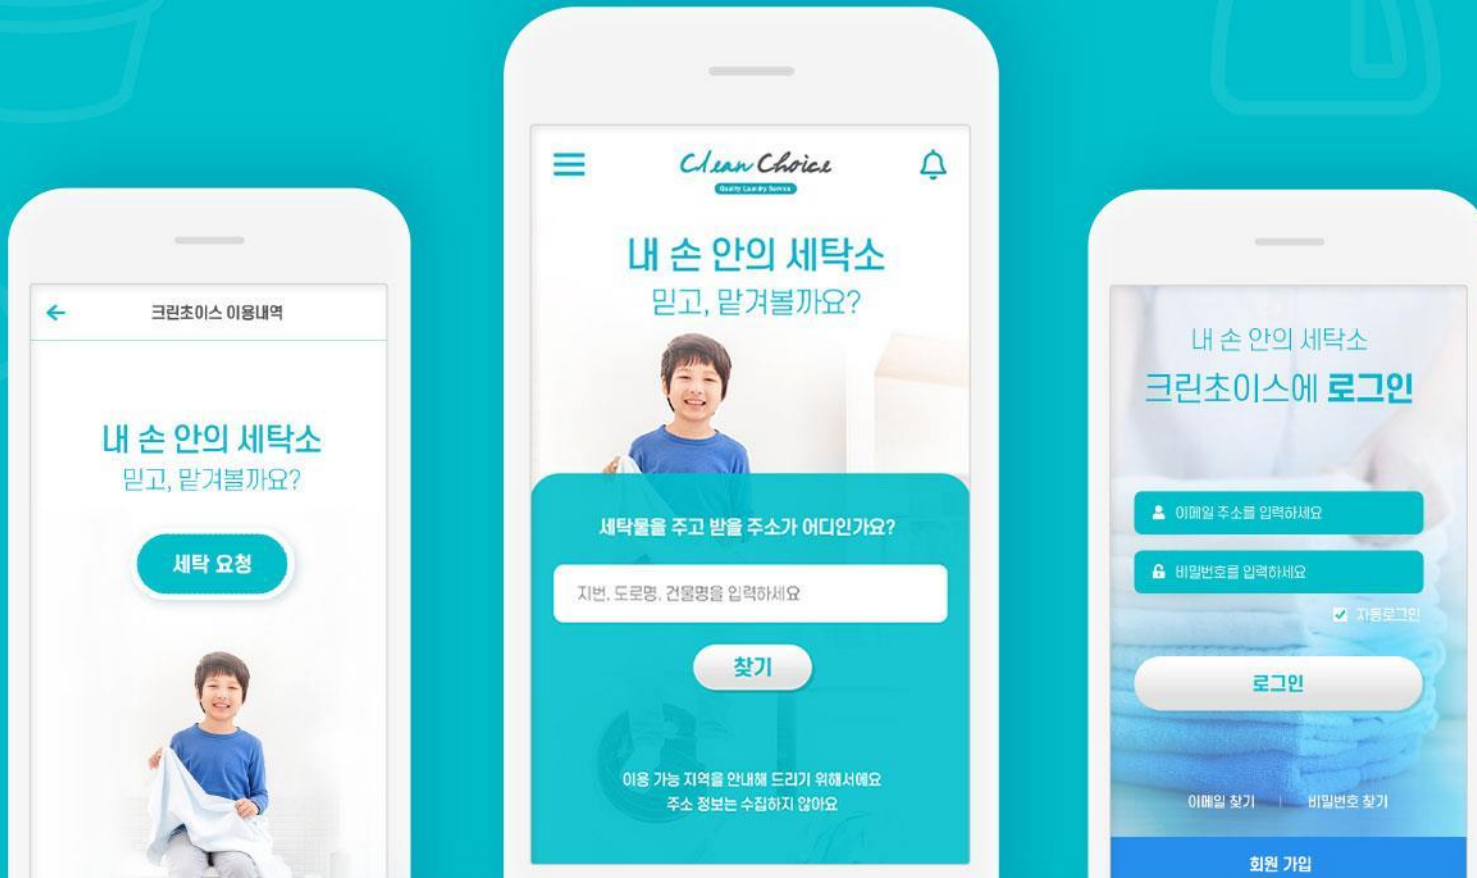 크린초이스 이용내역
내 손 안의 세탁소
믿고, 맡겨볼까요?
세탁 요청
Clean Choice
Quality Laundry Service
내 손 안의 세탁소
믿고, 맡겨볼까요?
세탁물을 주고 받을 주소가 어디인가요?
지번, 도로명, 건물명을 입력하세요
찾기
이용 가능 지역을 안내해 드리기 위해서에요
주소 정보는 수집하지 않아요
내 손 안의 세탁소
크린초이스에 로그인
이메일 주소를 입력하세요
비밀번호를 입력하세요
자동로그인
로그인
이메일 찾기 | 비밀번호 찾기
회원 가입